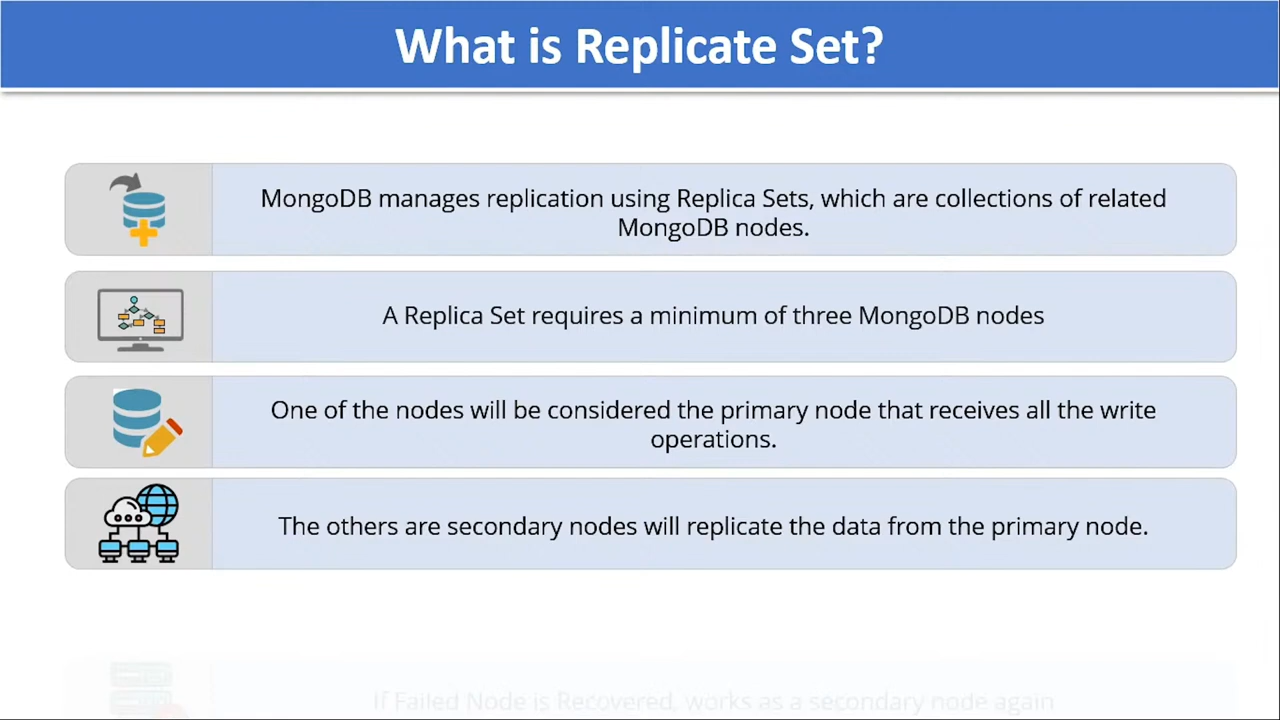 What is Replicate Set?
MongoDB manages replication using Replica Sets, which are collections of related
MongoDB nodes.
A Replica Set requires a minimum of three MongoDB nodes
One of the nodes will be considered the primary node that receives all the write
operations.
The others are secondary nodes will replicate the data from the primary node.
If Failed Node is Recovered, works as a secondary node again